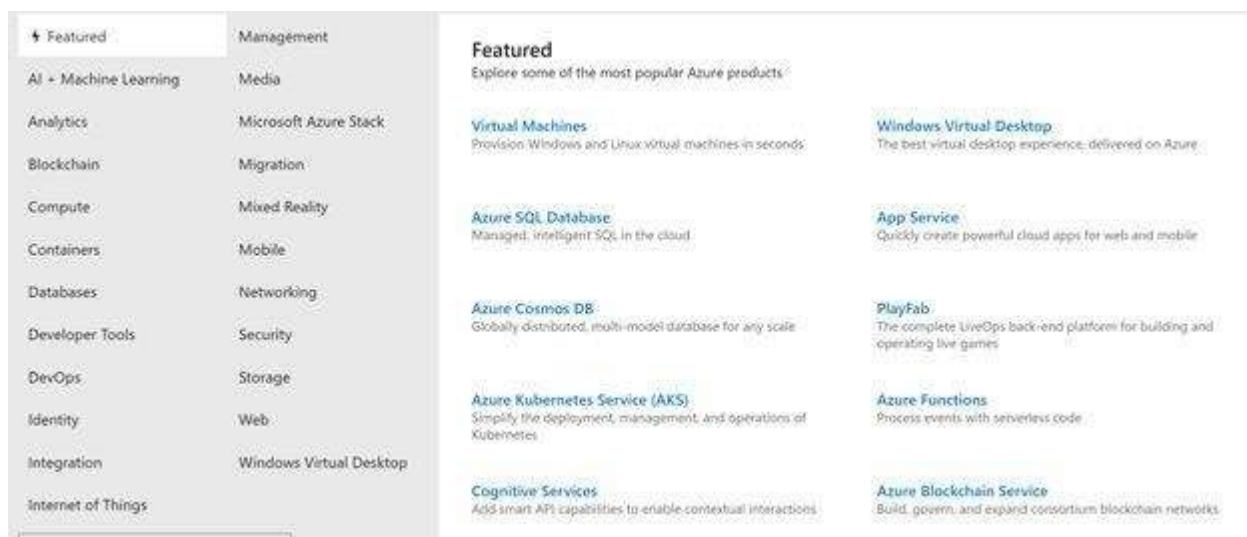 Featured
AI + Machine Learning
Analytics
Blockchain
Compute
Containers
Databases
Developer Tools
DevOps
Identity
Integration
Internet of Things
Management
Media
Microsoft Azure Stack
Migration
Mixed Reality
Mobile
Networking
Security
Storage
Web
Windows Virtual Desktop
Featured
Explore some of the most popular Azure products
Virtual Machines
Provision Windows and Linux virtual machines in seconds
Azure SQL Database
Managed, intelligent SQL in the cloud
Azure Cosmos DB
Globally distributed, multi-model database for any scale
Azure Kubernetes Service (AKS)
Simplify the deployment, management, and operations of
Kubernetes
Cognitive Services
Add smart API capabilities to enable contextual interactions
Windows Virtual Desktop
The best virtual desktop experience, delivered on Azure
App Service
Quickly create powerful cloud apps for web and mobile
PlayFab
The complete LiveOps back-end platform for building and
operating live games
Azure Functions
Process events with serverless code
Azure Blockchain Service
Build, govern, and expand consortium blockchain networks